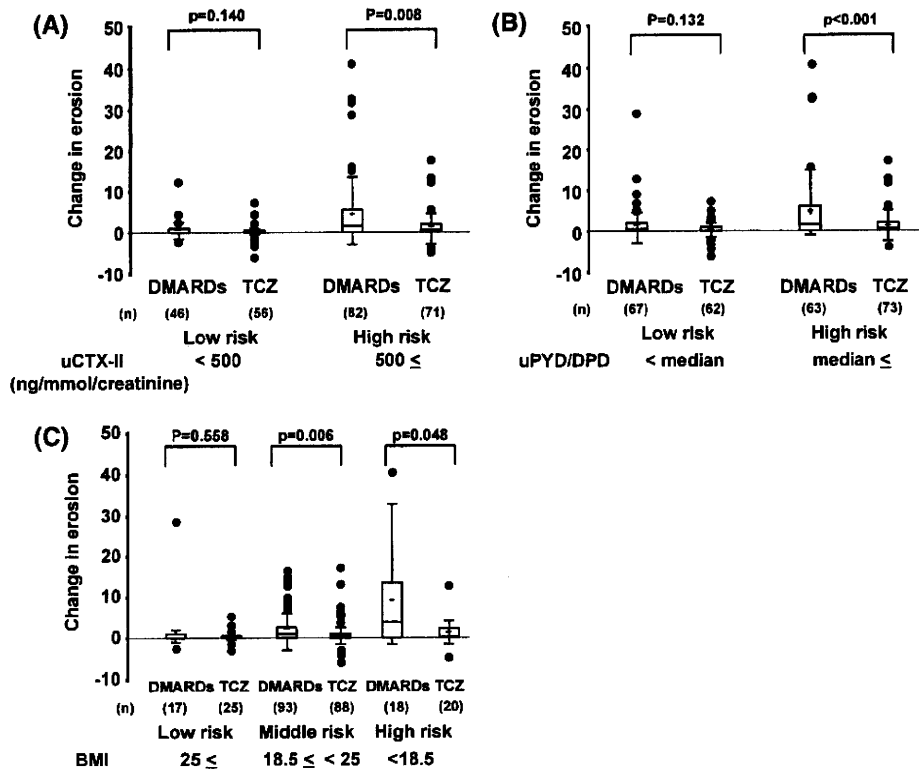 (A)
p=0.140
P=0.008
Change in erosion
50
40
30
20
10
0
-10
DMARDs TCZ DMARDs TCZ
(n) (46) (56) (82) (71)
Low risk High risk
uCTX-II < 500 500 ≤
(ng/mmol/creatinine)
(B)
P=0.132
p<0.001
Change in erosion
50
40
30
20
10
0
-10
DMARDs TCZ DMARDs TCZ
(n) (67) (62) (63) (73)
Low risk High risk
uPYD/DPD < median median ≤
(C)
P=0.558 p=0.006 p=0.048
Change in erosion
50
40
30
20
10
0
-10
DMARDs TCZ DMARDs TCZ DMARDs TCZ
(n) (17) (25) (93) (88) (18) (20)
Low risk Middle risk High risk
BMI 25 ≤ 18.5 ≤ < 25 <18.5